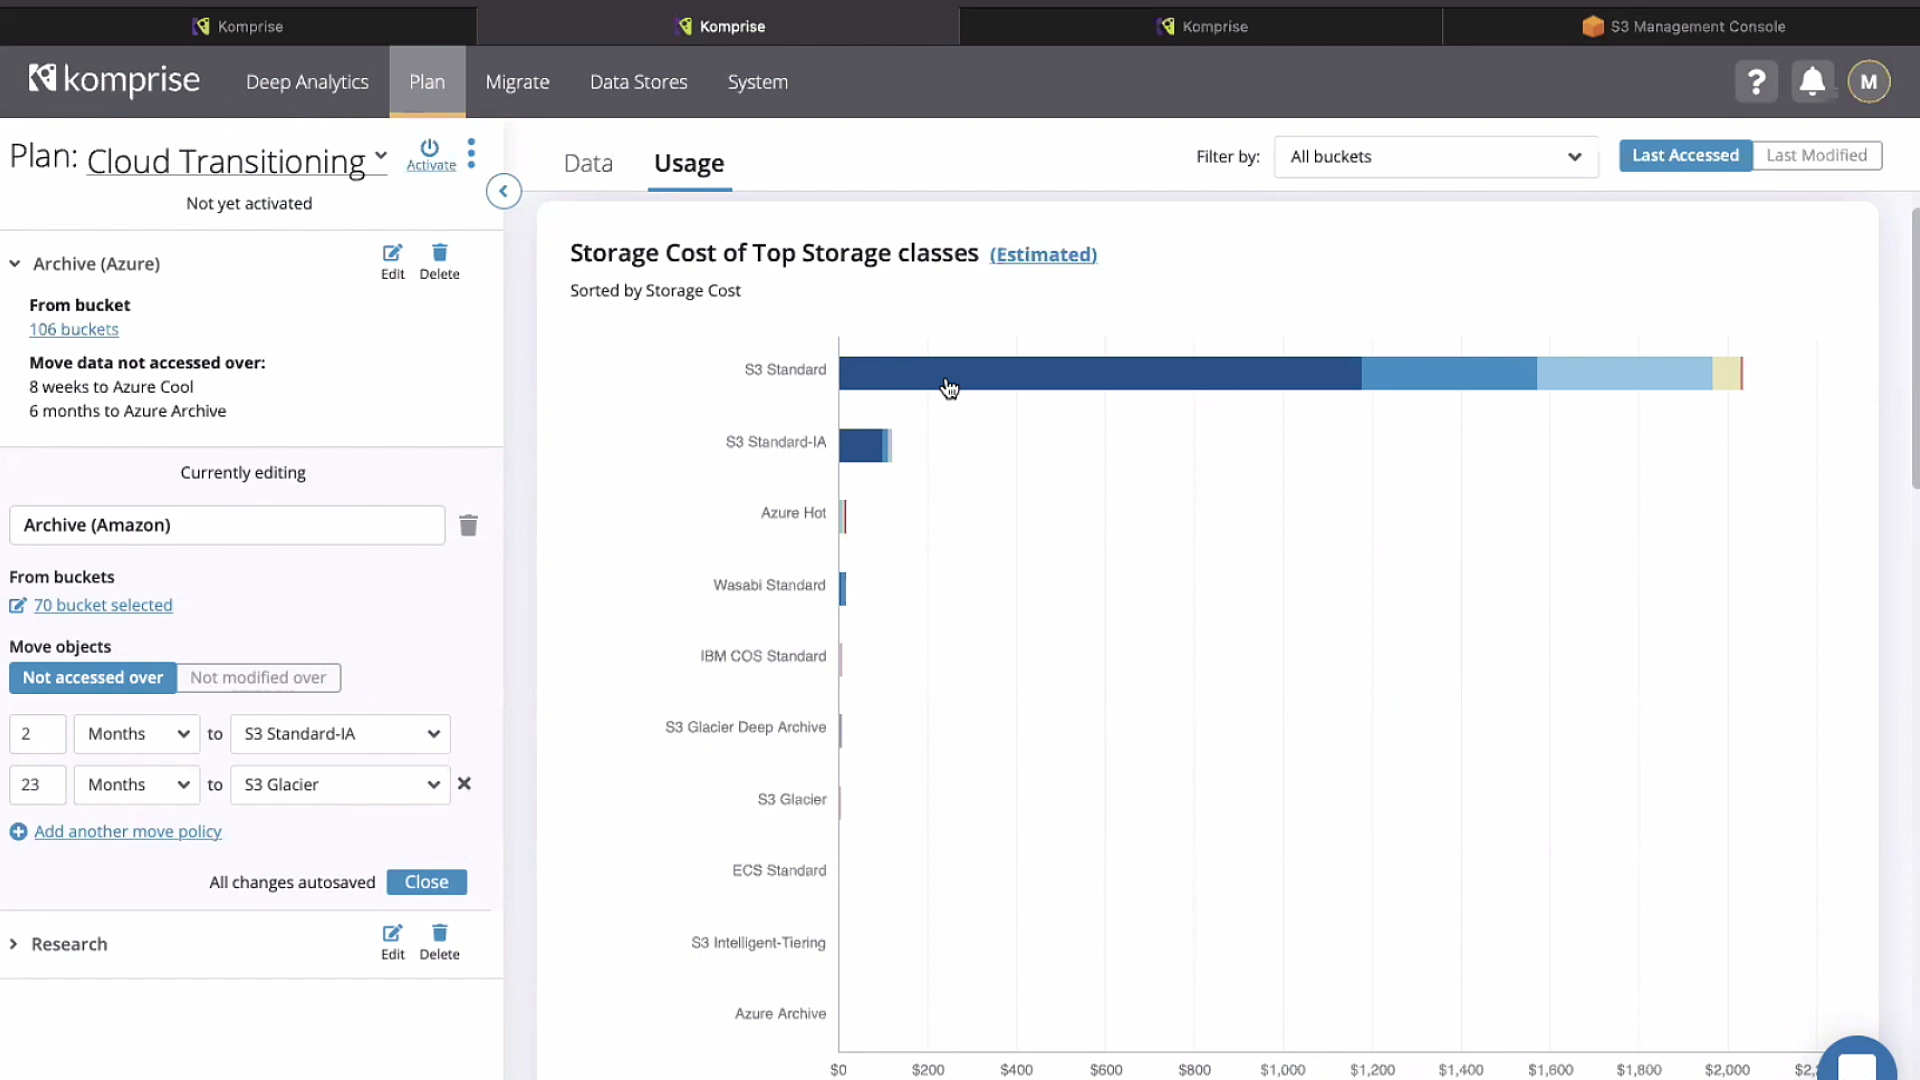 Komprise
Komprise
Komprise
S3 Management Console
komprise
Deep Analytics
Plan
Migrate
Data Stores
System
?
M
Plan: Cloud Transitioning
Activate
Not yet activated
Archive (Azure)
Edit
Delete
From bucket
106 buckets
Move data not accessed over:
8 weeks to Azure Cool
6 months to Azure Archive
Currently editing
Archive (Amazon)
From buckets
70 bucket selected
Move objects
Not accessed over
Not modified over
2 Months to S3 Standard-IA
23 Months to S3 Glacier
Add another move policy
All changes autosaved
Close
Research
Edit
Delete
Data
Usage
Filter by:
All buckets
Last Accessed
Last Modified
Storage Cost of Top Storage classes (Estimated)
Sorted by Storage Cost
S3 Standard
S3 Standard-IA
Azure Hot
Wasabi Standard
IBM COS Standard
S3 Glacier Deep Archive
S3 Glacier
ECS Standard
S3 Intelligent-Tiering
Azure Archive
$0 $200 $400 $600 $800 $1,000 $1,200 $1,400 $1,600 $1,800 $2,000